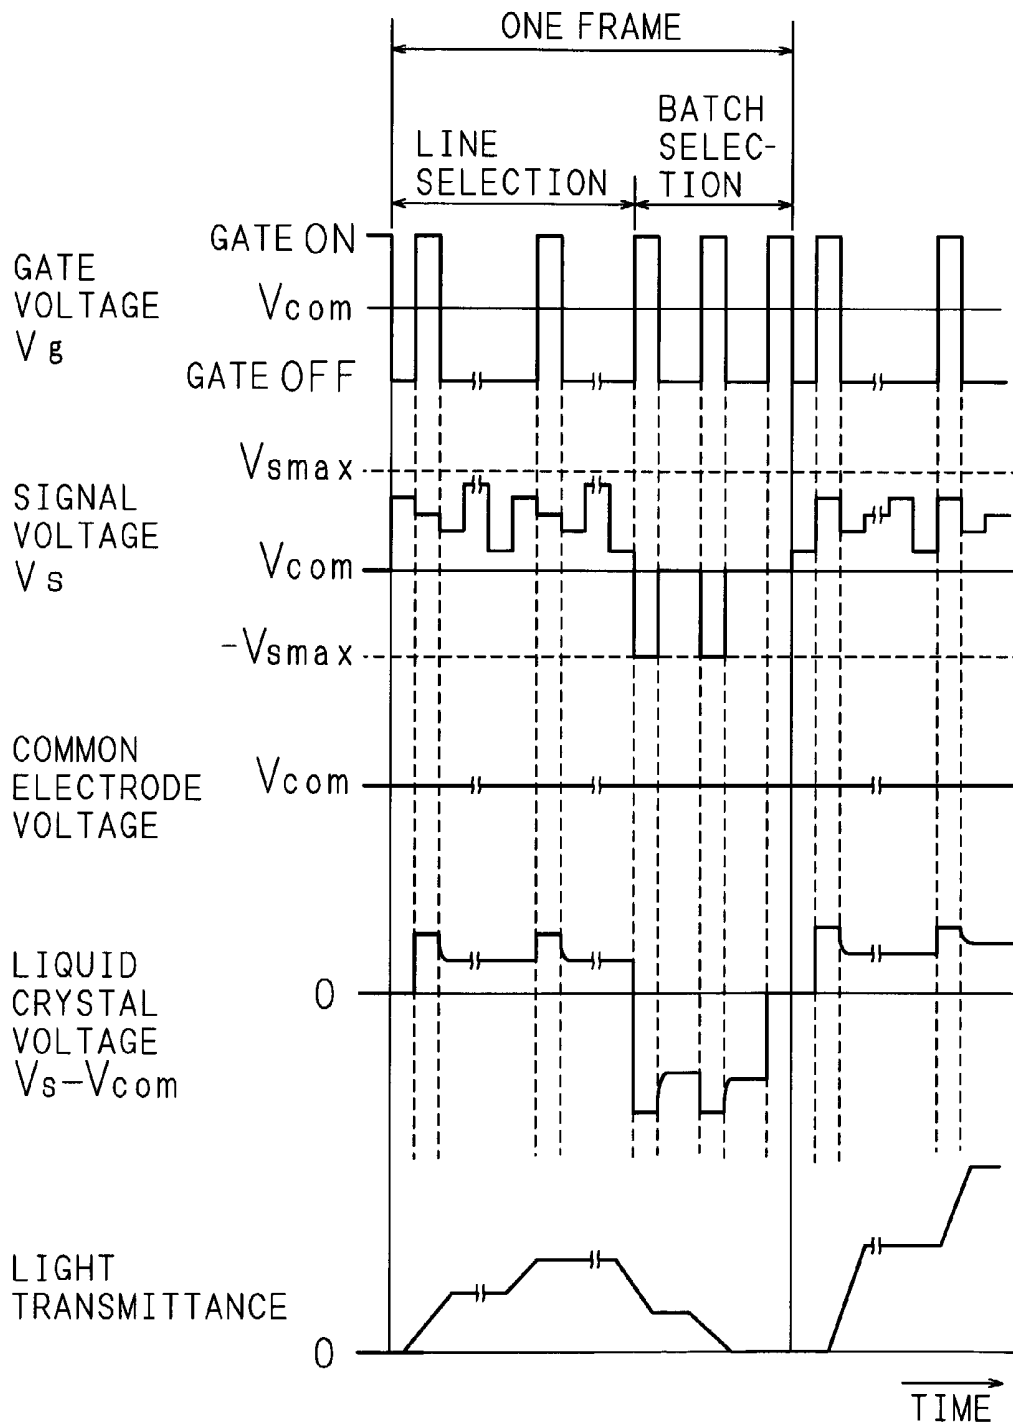 ONE FRAME
BATCH
SELEC-
TION
LINE
SELECTION
GATE ON
GATE
VOLTAGE
Vg
Vcom
GATE OFF
Vsmax
SIGNAL
VOLTAGE
Vs
Vcom
-Vsmax
COMMON
ELECTRODE
VOLTAGE
Vcom
LIQUID
CRYSTAL
VOLTAGE
Vs-Vcom
0
LIGHT
TRANSMITTANCE
0
TIME